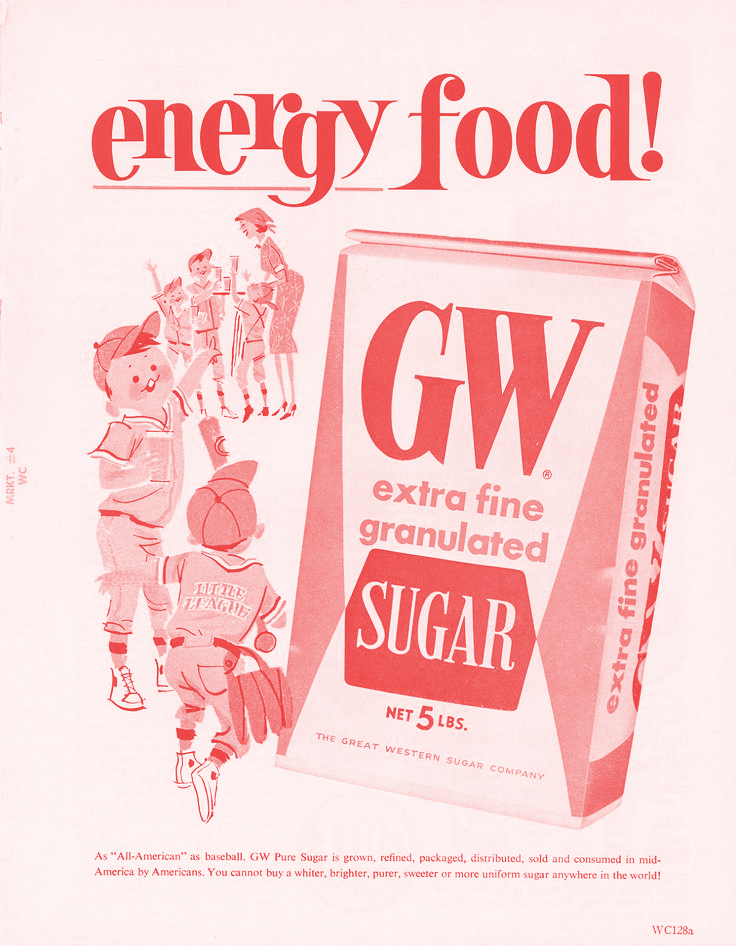 energy food!
GW®
extra fine
granulated
SUGAR
NET 5 LBS.
THE GREAT WESTERN SUGAR COMPANY
extra fine granulated
GW SUGAR
LITTLE
LEAGUE
MRKT. #4
WC
As "All-American" as baseball. GW Pure Sugar is grown, refined, packaged, distributed, sold and consumed in mid-
America by Americans. You cannot buy a whiter, brighter, purer, sweeter or more uniform sugar anywhere in the world!
WC128a